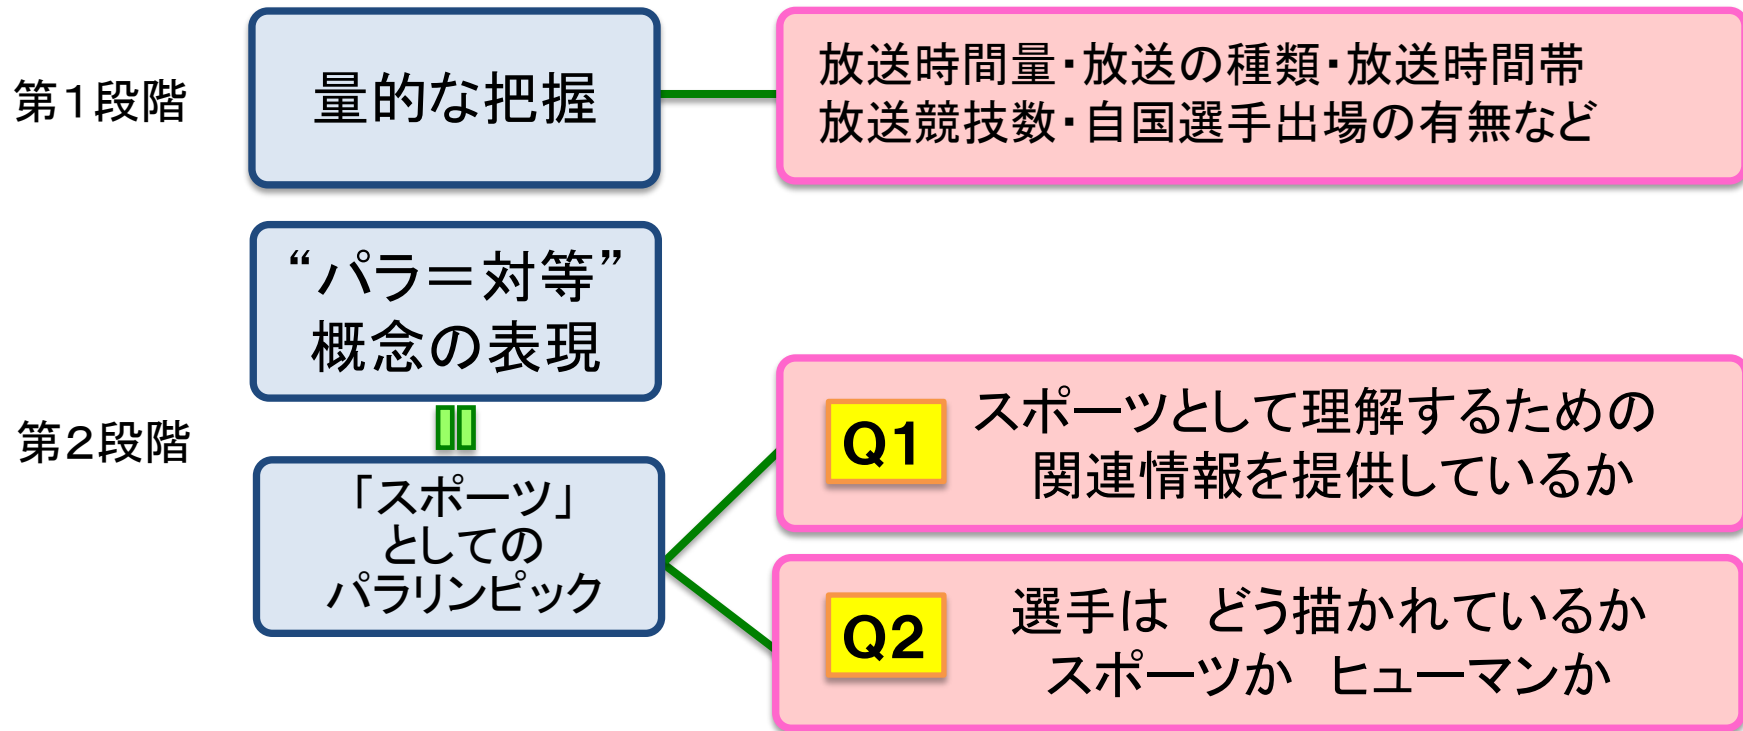 第1段階
量的な把握
放送時間量・放送の種類・放送時間帯
放送競技数・自国選手出場の有無など
第2段階
“パラ＝対等”
概念の表現
「スポーツ」
としての
パラリンピック
Q1
スポーツとして理解するための
関連情報を提供しているか
Q2
選手は　どう描かれているか
スポーツか　ヒューマンか